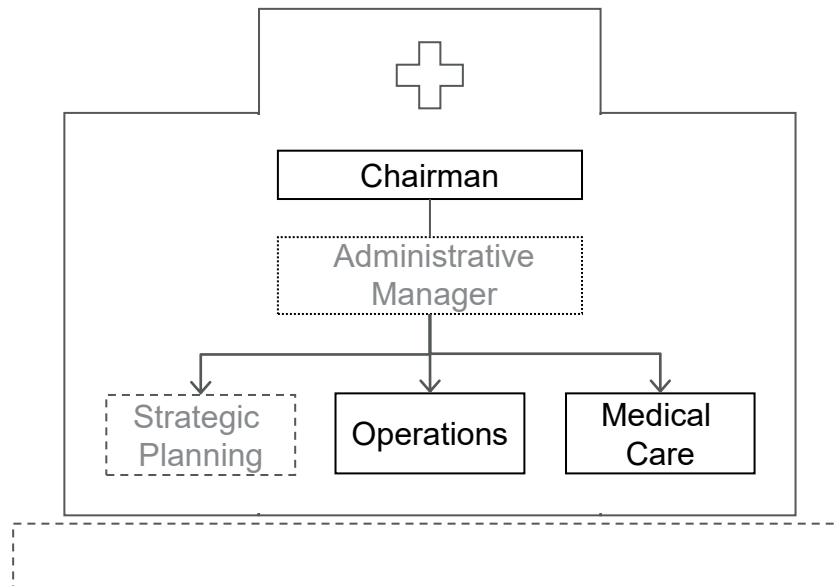 Chairman
Administrative
Manager
Strategic
Planning
Operations
Medical
Care